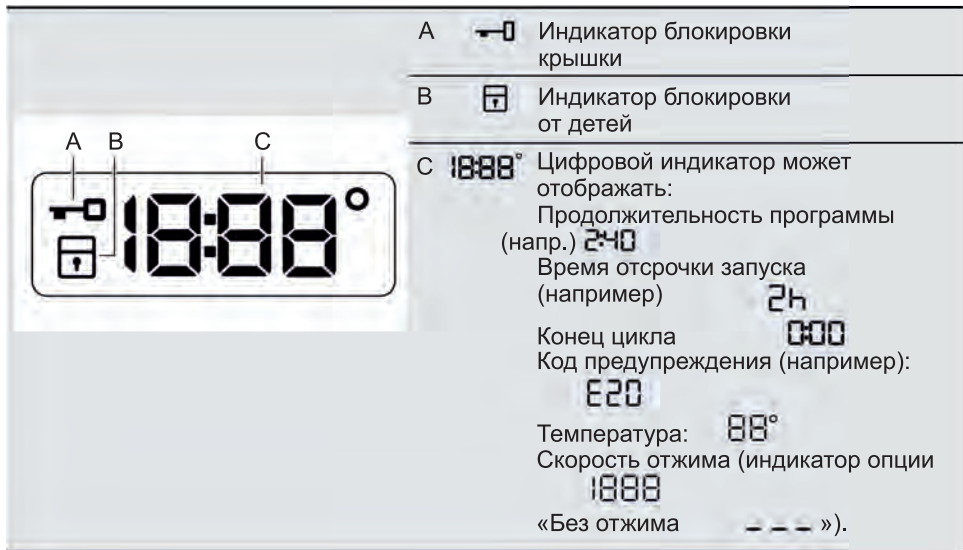 A Индикатор блокировки
крышки
B Индикатор блокировки
от детей
A B C
18:88°
C 18:88° Цифровой индикатор может
отображать:
Продолжительность программы
(напр.) 2:40
Время отсрочки запуска
(например) 2h
Конец цикла 0:00
Код предупреждения (например):
E20
Температура: 88°
Скорость отжима (индикатор опции
1888
«Без отжима _ _ _ »).